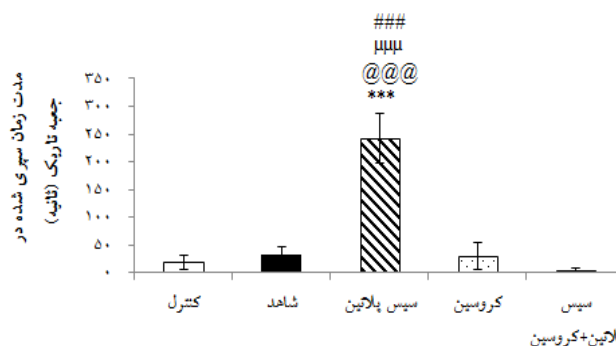 ###
µµµ
@@@
***
مدت زمان سپری شده در
جعبه تاریک (ثانیه)
۳۵۰
۳۰۰
۲۵۰
۲۰۰
۱۵۰
۱۰۰
۵۰
۰
کنترل
شاهد
سیس پلاتین
کروسین
سیس
لاتین+کروسین